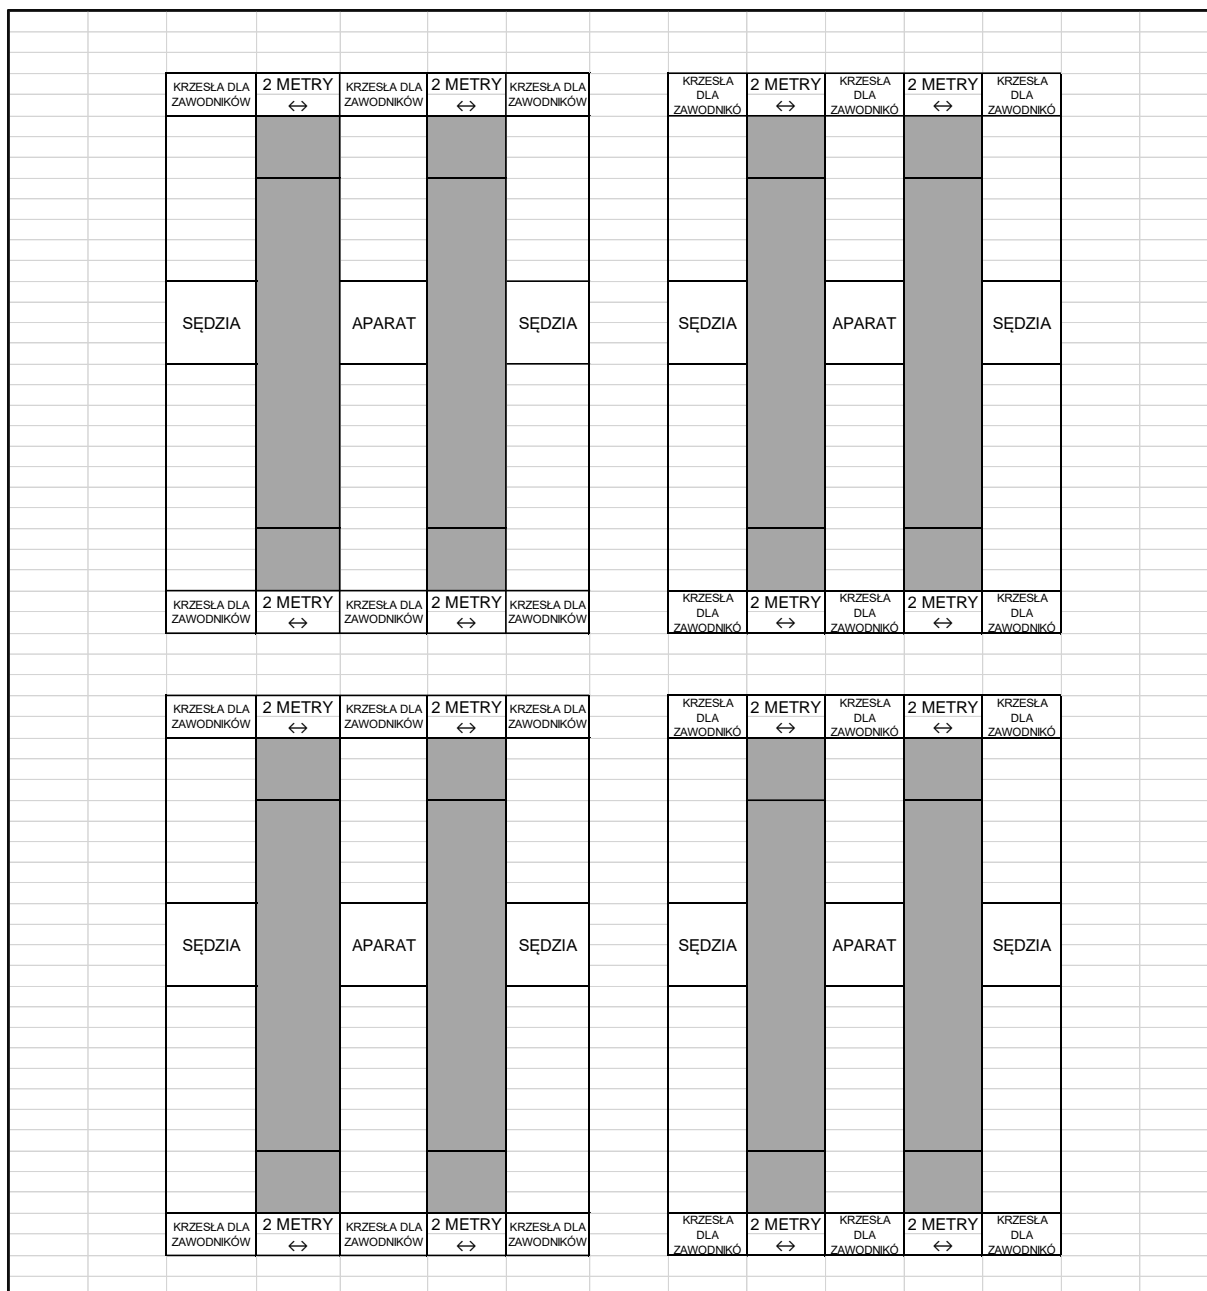 KRZESŁA DLA
ZAWODNIKÓW
2 METRY
↔
KRZESŁA DLA
ZAWODNIKÓW
2 METRY
↔
KRZESŁA DLA
ZAWODNIKÓW
KRZESŁA
DLA
ZAWODNIKÓ
2 METRY
↔
KRZESŁA
DLA
ZAWODNIKÓ
2 METRY
↔
KRZESŁA
DLA
ZAWODNIKÓ
SĘDZIA
APARAT
SĘDZIA
SĘDZIA
APARAT
SĘDZIA
KRZESŁA DLA
ZAWODNIKÓW
2 METRY
↔
KRZESŁA DLA
ZAWODNIKÓW
2 METRY
↔
KRZESŁA DLA
ZAWODNIKÓW
KRZESŁA
DLA
ZAWODNIKÓ
2 METRY
↔
KRZESŁA
DLA
ZAWODNIKÓ
2 METRY
↔
KRZESŁA
DLA
ZAWODNIKÓ
KRZESŁA DLA
ZAWODNIKÓW
2 METRY
↔
KRZESŁA DLA
ZAWODNIKÓW
2 METRY
↔
KRZESŁA DLA
ZAWODNIKÓW
KRZESŁA
DLA
ZAWODNIKÓ
2 METRY
↔
KRZESŁA
DLA
ZAWODNIKÓ
2 METRY
↔
KRZESŁA
DLA
ZAWODNIKÓ
SĘDZIA
APARAT
SĘDZIA
SĘDZIA
APARAT
SĘDZIA
KRZESŁA DLA
ZAWODNIKÓW
2 METRY
↔
KRZESŁA DLA
ZAWODNIKÓW
2 METRY
↔
KRZESŁA DLA
ZAWODNIKÓW
KRZESŁA
DLA
ZAWODNIKÓ
2 METRY
↔
KRZESŁA
DLA
ZAWODNIKÓ
2 METRY
↔
KRZESŁA
DLA
ZAWODNIKÓ